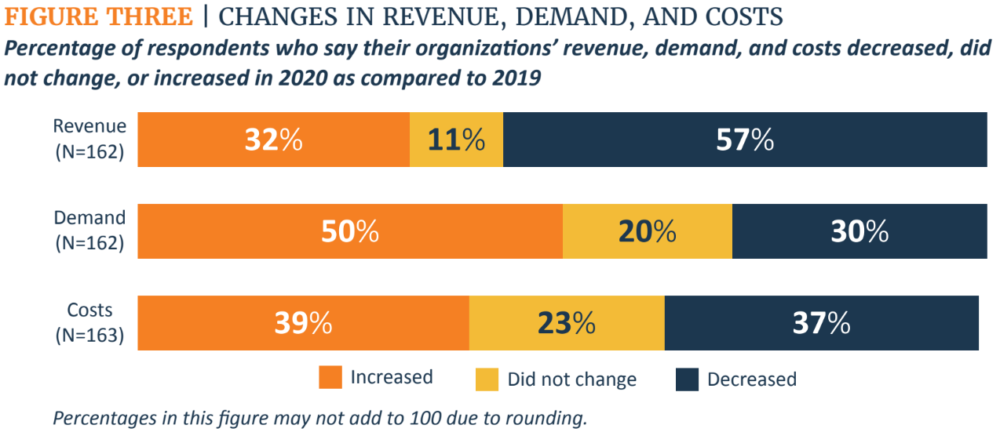 FIGURE THREE | CHANGES IN REVENUE, DEMAND, AND COSTS
Percentage of respondents who say their organizations' revenue, demand, and costs decreased, did
not change, or increased in 2020 as compared to 2019
Revenue
(N=162)
32%
11%
57%
Demand
(N=162)
50%
20%
30%
Costs
(N=163)
39%
23%
37%
Increased
Did not change
Decreased
Percentages in this figure may not add to 100 due to rounding.